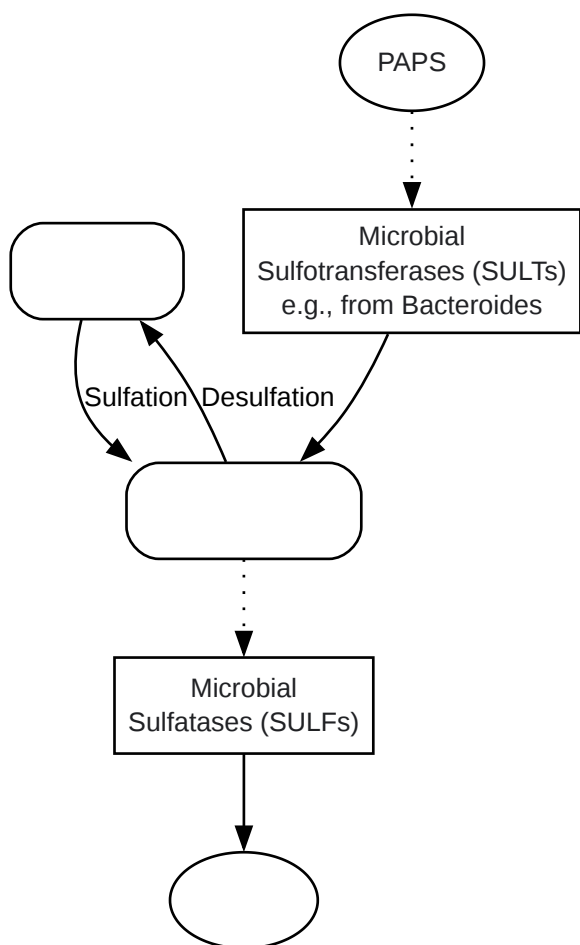 PAPS
Microbial
Sulfotransferases (SULTs)
e.g., from Bacteroides
Sulfation
Desulfation
Microbial
Sulfatases (SULFs)